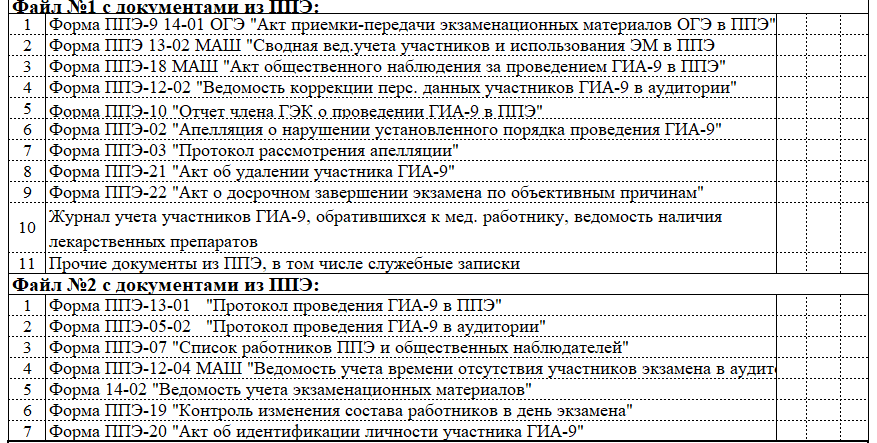 Файл №1 с документами из ППЭ:
1 Форма ППЭ-9 14-01 ОГЭ "Акт приемки-передачи экзаменационных материалов ОГЭ в ППЭ"
2 Форма ППЭ 13-02 МАШ "Сводная вед.учета участников и использования ЭМ в ППЭ
3 Форма ППЭ-18 МАШ "Акт общественного наблюдения за проведением ГИА-9 в ППЭ"
4 Форма ППЭ-12-02 "Ведомость коррекции перс. данных участников ГИА-9 в аудитории"
5 Форма ППЭ-10 "Отчет члена ГЭК о проведении ГИА-9 в ППЭ"
6 Форма ППЭ-02 "Апелляция о нарушении установленного порядка проведения ГИА-9"
7 Форма ППЭ-03 "Протокол рассмотрения апелляции"
8 Форма ППЭ-21 "Акт об удалении участника ГИА-9"
9 Форма ППЭ-22 "Акт о досрочном завершении экзамена по объективным причинам"
10 Журнал учета участников ГИА-9, обратившихся к мед. работнику, ведомость наличия
лекарственных препаратов
11 Прочие документы из ППЭ, в том числе служебные записки
Файл №2 с документами из ППЭ:
1 Форма ППЭ-13-01 "Протокол проведения ГИА-9 в ППЭ"
2 Форма ППЭ-05-02 "Протокол проведения ГИА-9 в аудитории"
3 Форма ППЭ-07 "Список работников ППЭ и общественных наблюдателей"
4 Форма ППЭ-12-04 МАШ "Ведомость учета времени отсутствия участников экзамена в аудито
5 Форма 14-02 "Ведомость учета экзаменационных материалов"
6 Форма ППЭ-19 "Контроль изменения состава работников в день экзамена"
7 Форма ППЭ-20 "Акт об идентификации личности участника ГИА-9"